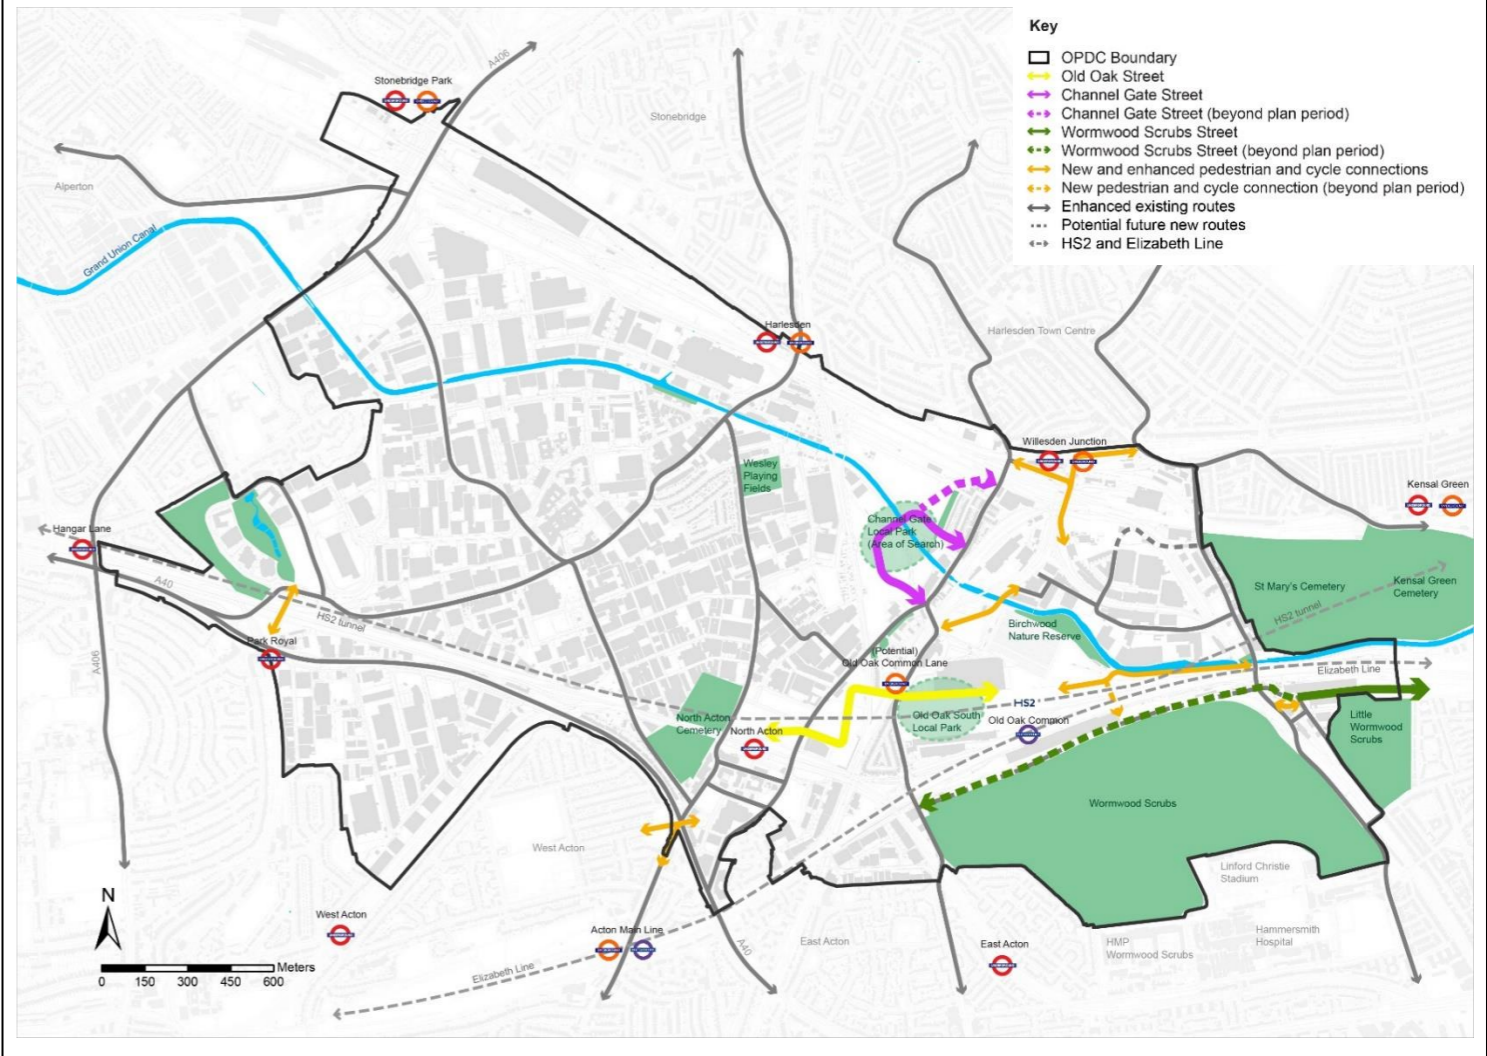 Key
OPDC Boundary
Old Oak Street
Channel Gate Street
Channel Gate Street (beyond plan period)
Wormwood Scrubs Street
Wormwood Scrubs Street (beyond plan period)
New and enhanced pedestrian and cycle connections
New pedestrian and cycle connection (beyond plan period)
Enhanced existing routes
Potential future new routes
HS2 and Elizabeth Line
A406
Stonebridge Park
Stonebridge
Alperton
Grand Union Canal
Harlesden
Harlesden Town Centre
Willesden Junction
Wesley
Playing
Fields
Kensal Green
Channel Gate
Local Park
(Area of Search)
Hangar Lane
A40
HS2 tunnel
St Mary's Cemetery
Kensal Green
Cemetery
HS2 tunnel
Birchwood
Nature Reserve
Park Royal
A406
(Potential)
Old Oak Common Lane
Elizabeth Line
HS2
Old Oak South
Local Park
Old Oak Common
North Acton
Cemetery
North Acton
Little
Wormwood
Scrubs
Wormwood Scrubs
West Acton
Linford Christie
Stadium
N
West Acton
Acton Main Line
A40
East Acton
East Acton
HMP
Wormwood Scrubs
Hammersmith
Hospital
Elizabeth Line
Meters
0 150 300 450 600